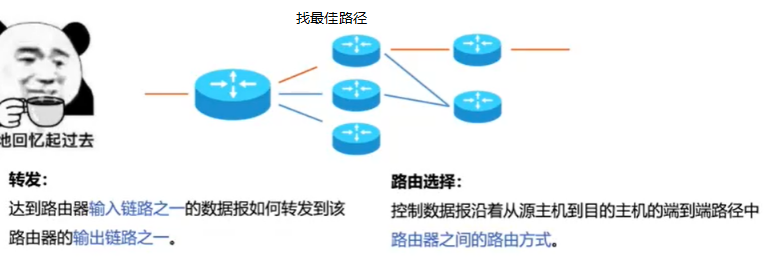 找最佳路径
地回忆起过去
转发：
达到路由器输入链路之一的数据报如何转发到该
路由器的输出链路之一。
路由选择：
控制数据报沿着从源主机到目的主机的端到端路径中
路由器之间的路由方式。